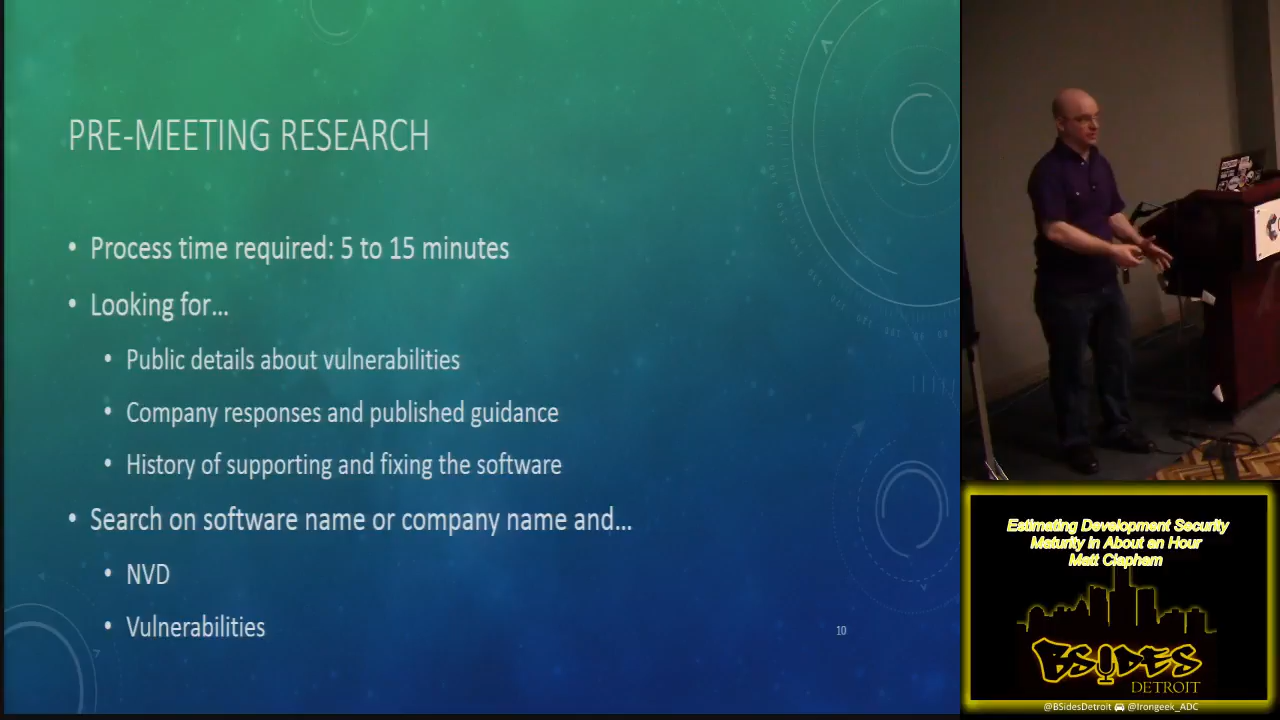 PRE-MEETING RESEARCH
• Process time required: 5 to 15 minutes
• Looking for...
• Public details about vulnerabilities
• Company responses and published guidance
• History of supporting and fixing the software
• Search on software name or company name and...
• NVD
• Vulnerabilities
10
Estimating Development Security
Maturity in About an Hour
Matt Clapham
BSIDES
DETROIT
@BSidesDetroit @Irongeek_ADC